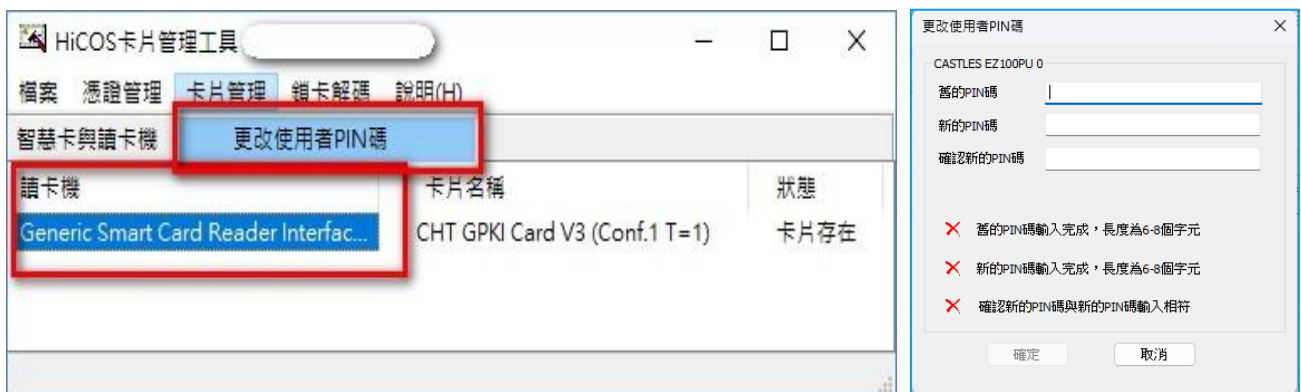 HiCOS卡片管理工具
檔案 憑證管理 卡片管理 鎖卡解碼 說明(H)
智慧卡與讀卡機 更改使用者PIN碼
讀卡機 卡片名稱 狀態
Generic Smart Card Reader Interfac... CHT GPKI Card V3 (Conf.1 T=1) 卡片存在
更改使用者PIN碼
CASTLES EZ100PU 0
舊的PIN碼
新的PIN碼
確認新的PIN碼
舊的PIN碼輸入完成，長度為6-8個字元
新的PIN碼輸入完成，長度為6-8個字元
確認新的PIN碼與新的PIN碼輸入相符
確定 取消